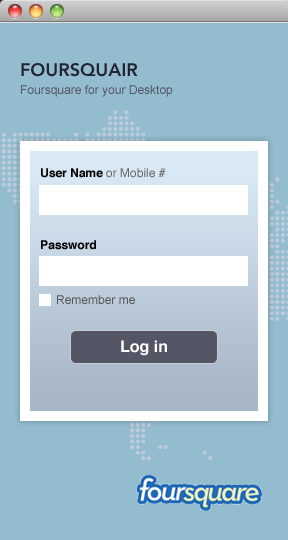 FOURSQUAIR
Foursquare for your Desktop
User Name or Mobile #
Password
Remember me
Log in
foursquare